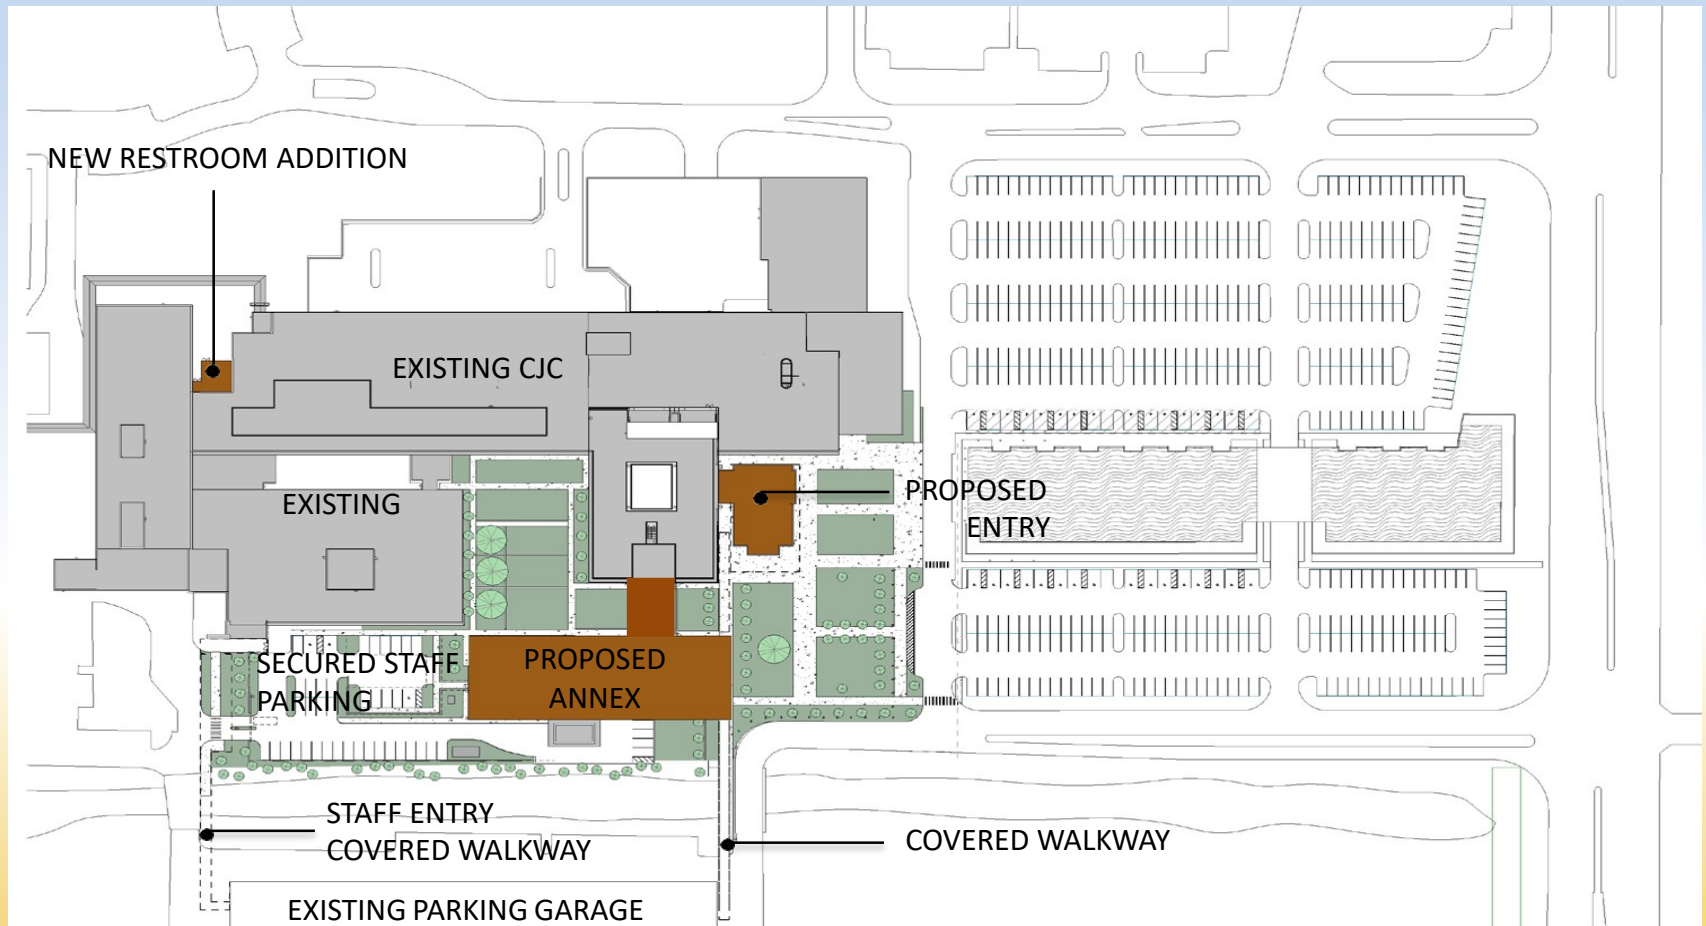 NEW RESTROOM ADDITION
EXISTING CJC
EXISTING
PROPOSED
ENTRY
SECURED STAFF
PARKING
PROPOSED
ANNEX
STAFF ENTRY
COVERED WALKWAY
COVERED WALKWAY
EXISTING PARKING GARAGE